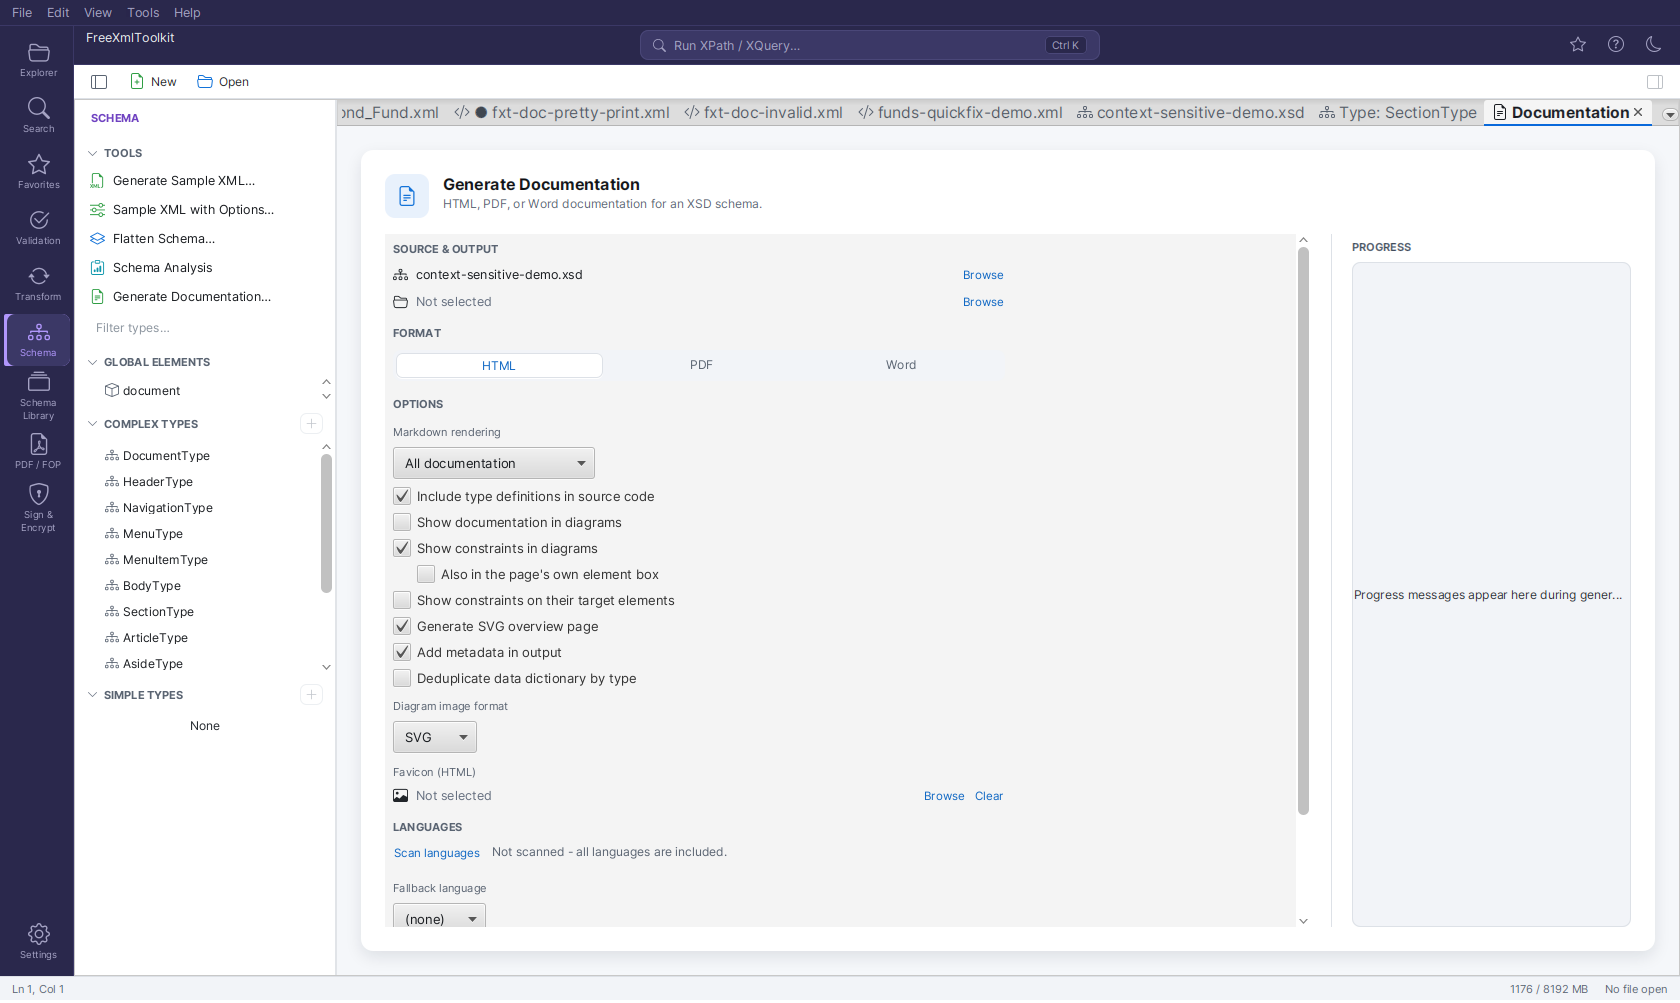 File Edit View Tools Help
FreeXmlToolkit
Run XPath / XQuery... Ctrl K
Explorer
Search
Favorites
Validation
Transform
Schema
Schema
Library
PDF / FOP
Sign &
Encrypt
Settings
New Open
SCHEMA
TOOLS
Generate Sample XML...
Sample XML with Options...
Flatten Schema...
Schema Analysis
Generate Documentation...
Filter types...
GLOBAL ELEMENTS
document
COMPLEX TYPES
DocumentType
HeaderType
NavigationType
MenuType
MenuItemType
BodyType
SectionType
ArticleType
AsideType
SIMPLE TYPES
None
ond_Fund.xml fxt-doc-pretty-print.xml fxt-doc-invalid.xml funds-quickfix-demo.xml context-sensitive-demo.xsd Type: SectionType Documentation
Generate Documentation
HTML, PDF, or Word documentation for an XSD schema.
SOURCE & OUTPUT
context-sensitive-demo.xsd Browse
Not selected Browse
FORMAT
HTML PDF Word
OPTIONS
Markdown rendering
All documentation
Include type definitions in source code
Show documentation in diagrams
Show constraints in diagrams
Also in the page's own element box
Show constraints on their target elements
Generate SVG overview page
Add metadata in output
Deduplicate data dictionary by type
Diagram image format
SVG
Favicon (HTML)
Not selected Browse Clear
LANGUAGES
Scan languages Not scanned - all languages are included.
Fallback language
(none)
PROGRESS
Progress messages appear here during gener...
Ln 1, Col 1 1176 / 8192 MB No file open